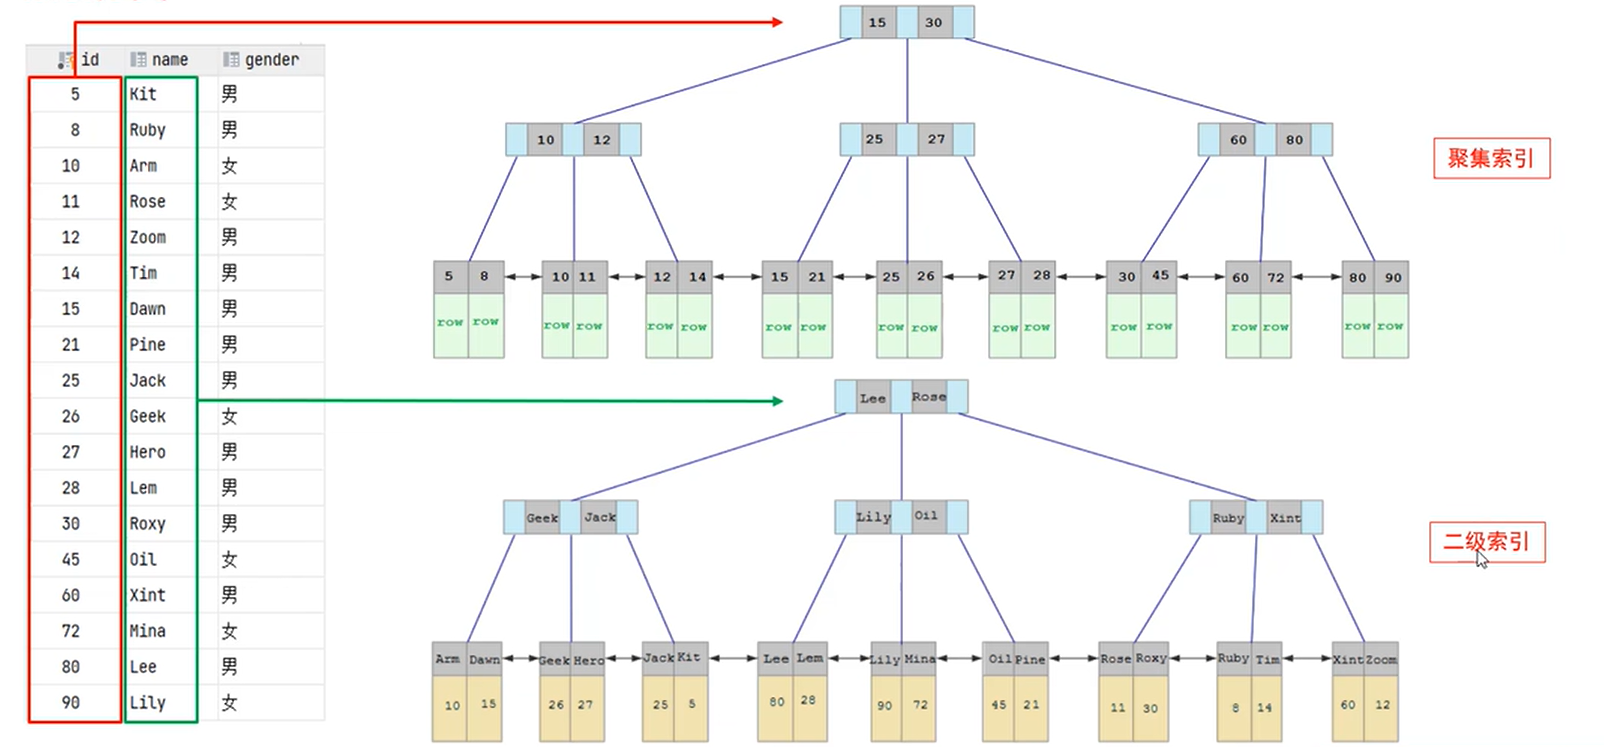 id name gender
5 Kit 男
8 Ruby 男
10 Arm 女
11 Rose 女
12 Zoom 男
14 Tim 男
15 Dawn 男
21 Pine 男
25 Jack 男
26 Geek 女
27 Hero 男
28 Lem 男
30 Roxy 男
45 Oil 女
60 Xint 男
72 Mina 女
80 Lee 男
90 Lily 女
15 30
10 12 25 27 60 80
聚集索引
5 8 10 11 12 14 15 21 25 26 27 28 30 45 60 72 80 90
row row row row row row row row row row row row row row row row row row
Lee Rose
Geek Jack Lily Oil Ruby Xint
二级索引
Arm Dawn Geek Hero Jack Kit Lee Lem Lily Mina Oil Pine Rose Roxy Ruby Tim Xint Zoom
10 15 26 27 25 5 80 28 90 72 45 21 11 30 8 14 60 12